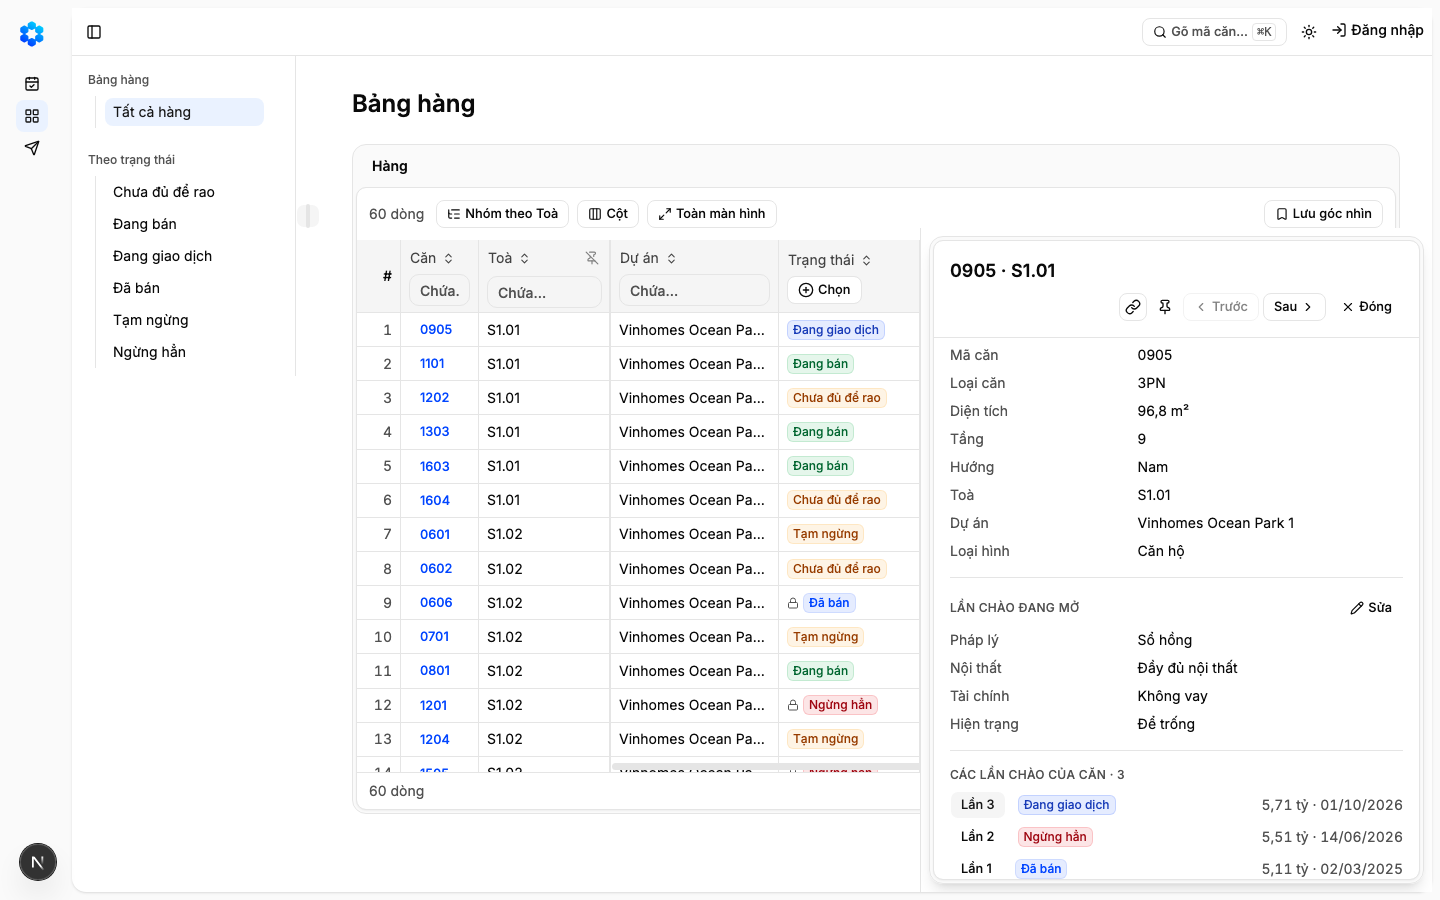 Gõ mã căn... ⌘K
Đăng nhập
Bảng hàng
Tất cả hàng
Theo trạng thái
Chưa đủ để rao
Đang bán
Đang giao dịch
Đã bán
Tạm ngừng
Ngừng hẳn
Bảng hàng
Hàng
60 dòng Nhóm theo Toà Cột Toàn màn hình Lưu góc nhìn
# Căn Toà Dự án Trạng thái
Chứa. Chứa... Chứa... Chọn
1 0905 S1.01 Vinhomes Ocean Pa... Đang giao dịch
2 1101 S1.01 Vinhomes Ocean Pa... Đang bán
3 1202 S1.01 Vinhomes Ocean Pa... Chưa đủ để rao
4 1303 S1.01 Vinhomes Ocean Pa... Đang bán
5 1603 S1.01 Vinhomes Ocean Pa... Đang bán
6 1604 S1.01 Vinhomes Ocean Pa... Chưa đủ để rao
7 0601 S1.02 Vinhomes Ocean Pa... Tạm ngừng
8 0602 S1.02 Vinhomes Ocean Pa... Chưa đủ để rao
9 0606 S1.02 Vinhomes Ocean Pa... Đã bán
10 0701 S1.02 Vinhomes Ocean Pa... Tạm ngừng
11 0801 S1.02 Vinhomes Ocean Pa... Đang bán
12 1201 S1.02 Vinhomes Ocean Pa... Ngừng hẳn
13 1204 S1.02 Vinhomes Ocean Pa... Tạm ngừng
60 dòng
0905 · S1.01
Trước Sau Đóng
Mã căn 0905
Loại căn 3PN
Diện tích 96,8 m²
Tầng 9
Hướng Nam
Toà S1.01
Dự án Vinhomes Ocean Park 1
Loại hình Căn hộ
LẦN CHÀO ĐANG MỞ Sửa
Pháp lý Sổ hồng
Nội thất Đầy đủ nội thất
Tài chính Không vay
Hiện trạng Để trống
CÁC LẦN CHÀO CỦA CĂN · 3
Lần 3 Đang giao dịch 5,71 tỷ · 01/10/2026
Lần 2 Ngừng hẳn 5,51 tỷ · 14/06/2026
Lần 1 Đã bán 5,11 tỷ · 02/03/2025
N